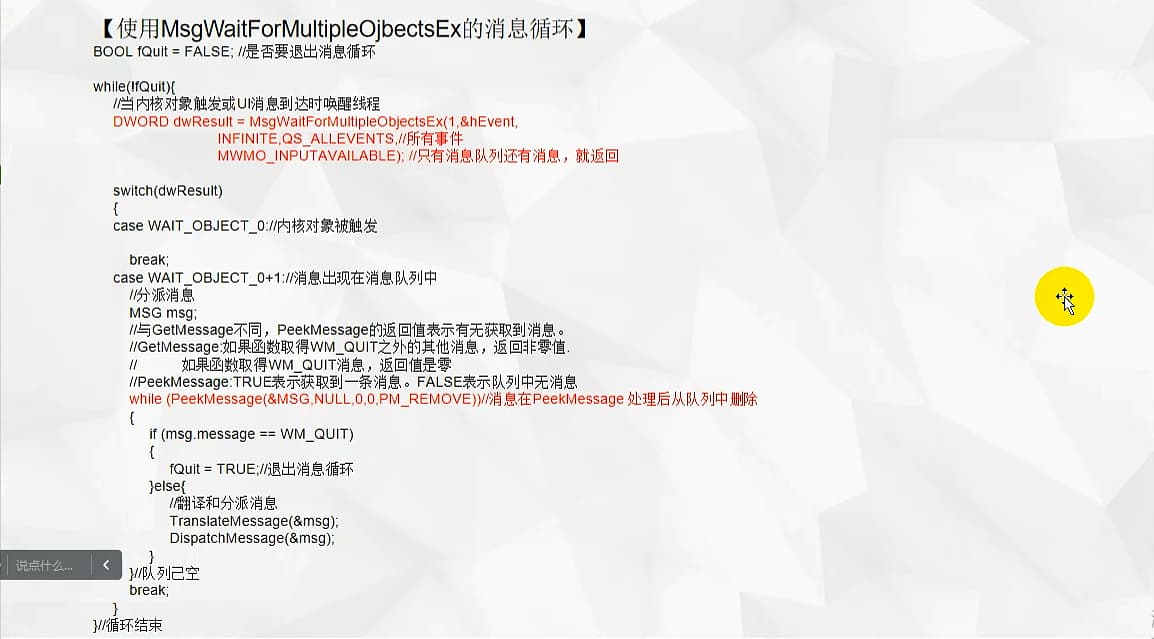 【使用MsgWaitForMultipleOjbectsEx的消息循环】
BOOL fQuit = FALSE; //是否要退出消息循环
while(!fQuit){
//当内核对象触发或UI消息到达时唤醒线程
DWORD dwResult = MsgWaitForMultipleObjectsEx(1,&hEvent,
INFINITE,QS_ALLEVENTS,//所有事件
MWMO_INPUTAVAILABLE); //只有消息队列还有消息，就返回
switch(dwResult)
{
case WAIT_OBJECT_0://内核对象被触发
break;
case WAIT_OBJECT_0+1://消息出现在消息队列中
//分派消息
MSG msg;
//与GetMessage不同，PeekMessage的返回值表示有无获取到消息。
//GetMessage:如果函数取得WM_QUIT之外的其他消息，返回非零值.
// 如果函数取得WM_QUIT消息，返回值是零
//PeekMessage:TRUE表示获取到一条消息。FALSE表示队列中无消息
while (PeekMessage(&MSG,NULL,0,0,PM_REMOVE))//消息在PeekMessage 处理后从队列中删除
{
if (msg.message == WM_QUIT)
{
fQuit = TRUE;//退出消息循环
}else{
//翻译和分派消息
TranslateMessage(&msg);
DispatchMessage(&msg);
}
说点什么...
}//队列已空
break;
}
}//循环结束